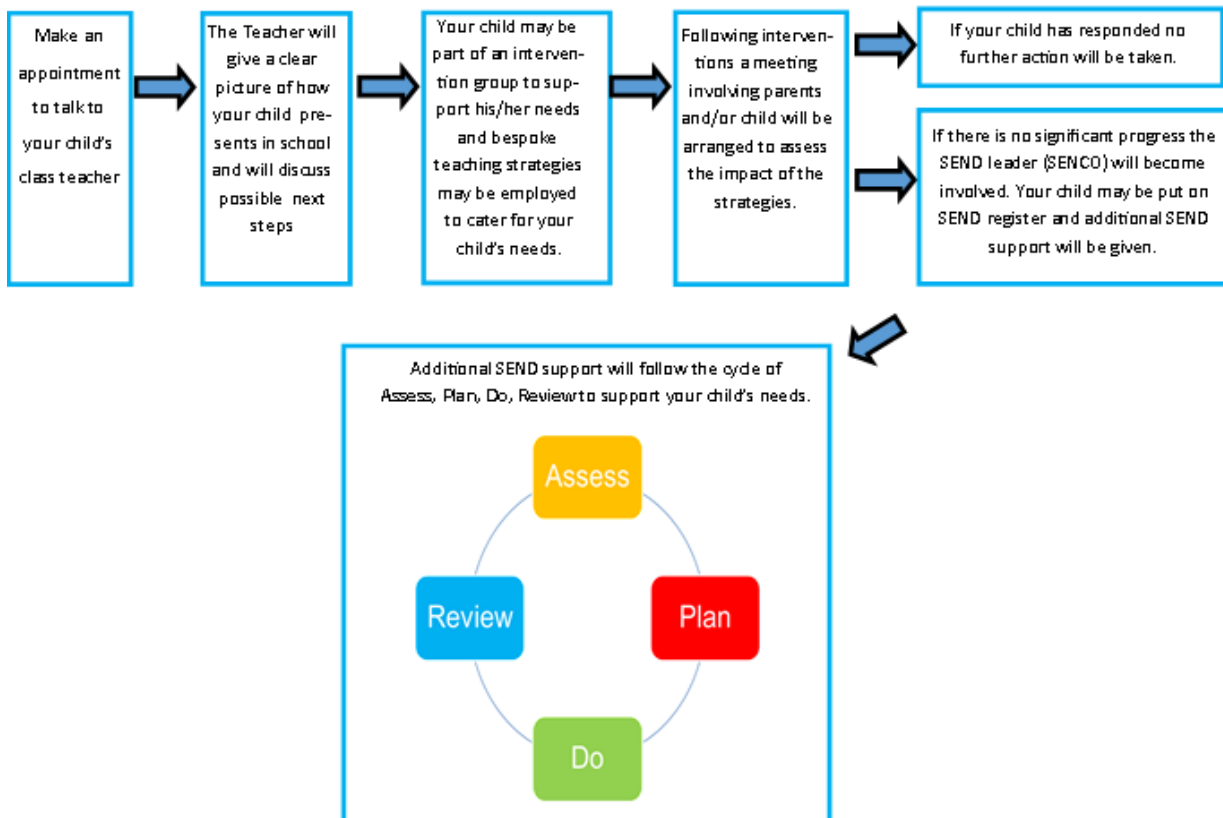 Make an
appointment
to talk to
your child's
class teacher
The Teacher will
give a clear
picture of how
your child pre-
sents in school
and will discuss
possible next
steps
Your child may be
part of an interven-
tion group to sup-
port his/her needs
and bespoke
teaching strategies
may be employed
to cater for your
child's needs.
Following interven-
tions a meeting
involving parents
and/or child will be
arranged to assess
the impact of the
strategies.
If your child has responded no
further action will be taken.
If there is no significant progress the
SEND leader (SENCO) will become
involved. Your child may be put on
SEND register and additional SEND
support will be given.
Additional SEND support will follow the cycle of
Assess, Plan, Do, Review to support your child's needs.
Assess
Review
Plan
Do